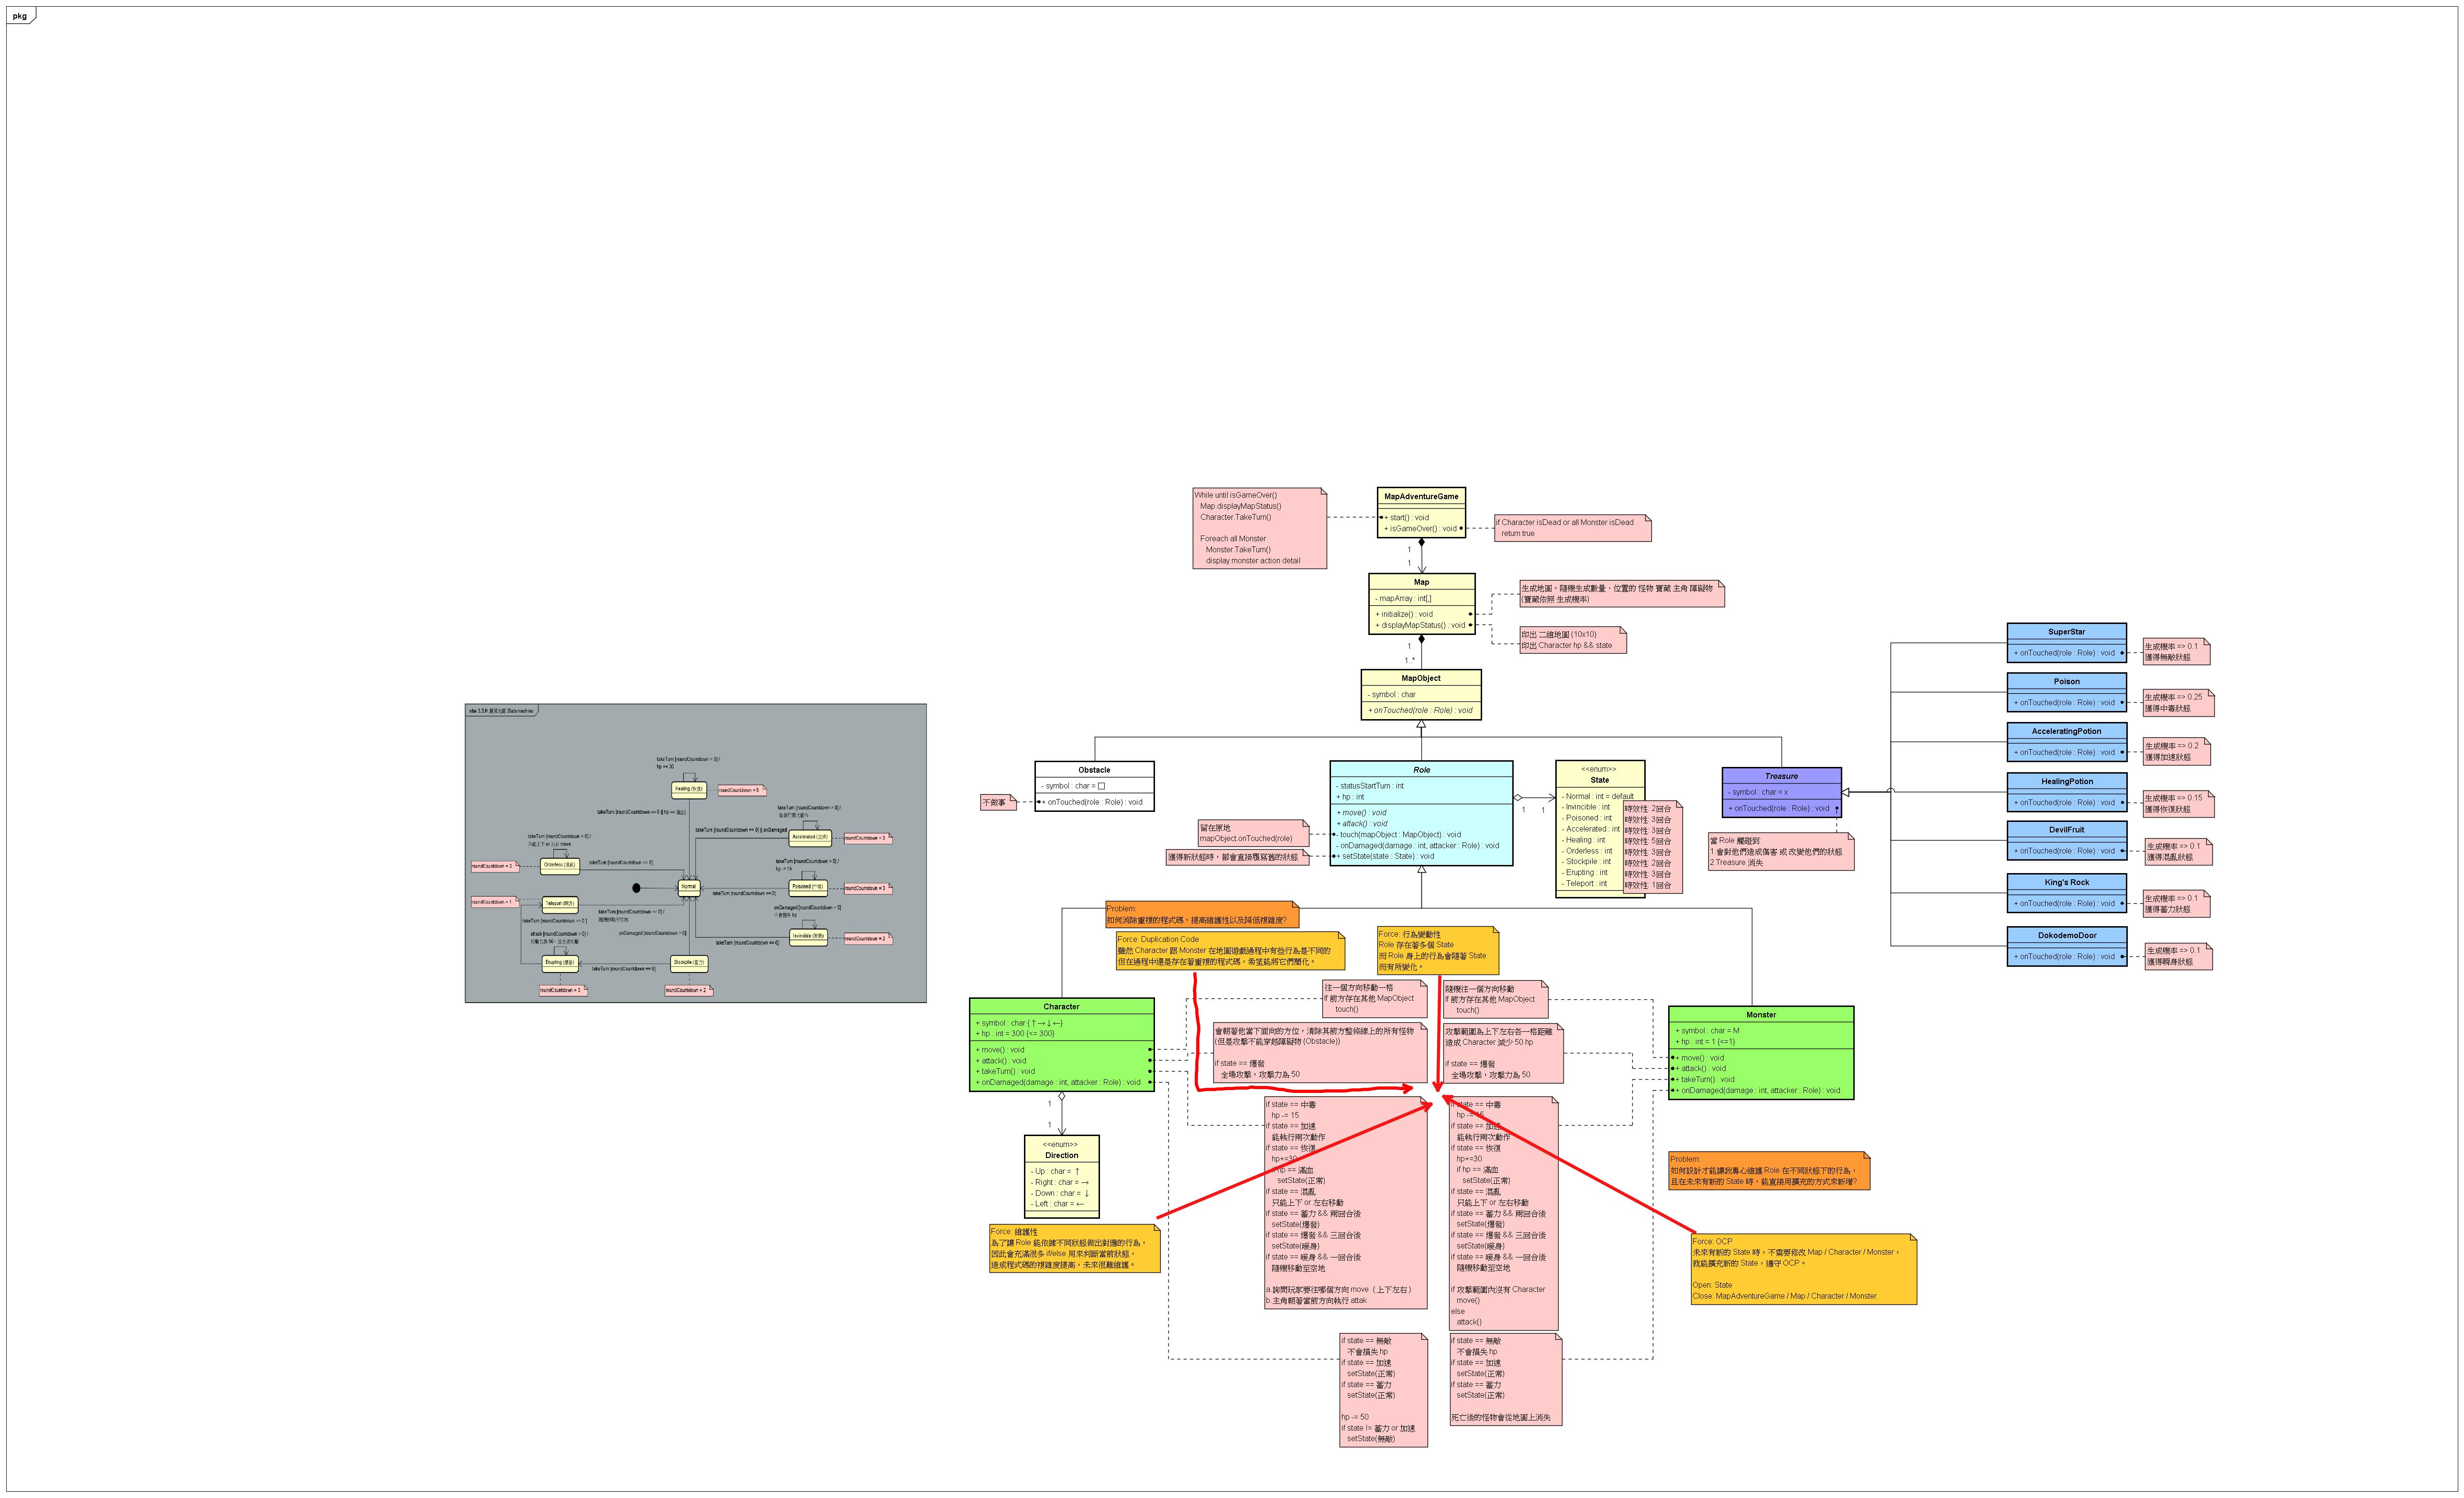 pkg
While until isGameOver()
Map.displayMapStatus()
Character.TakeTurn()
Foreach all Monster
Monster.TakeTurn()
display monster action detail
MapAdventureGame
+ start() : void
+ isGameOver() : void
if Character isDead or all Monster isDead
return true
1
1
Map
- mapArray : int[,]
+ initialize() : void
+ displayMapStatus() : void
生成地圖，隨機生成數量、位置的 怪物 寶藏 主角 障礙物
(寶藏依照 生成機率)
印出 二維地圖 (10x10)
印出 Character hp && state
1
1..*
MapObject
- symbol : char
+ onTouched(role : Role) : void
Obstacle
- symbol : char = □
+ onTouched(role : Role) : void
不做事
Role
- statusStartTurn : int
+ hp : int
+ move() : void
+ attack() : void
- touch(mapObject : MapObject) : void
- onDamaged(damage : int, attacker : Role) : void
+ setState(state : State) : void
留在原地
mapObject.onTouched(role)
獲得新狀態時，都會直接覆寫舊的狀態
1
1
<<enum>>
State
- Normal : int = default
- Invincible : int
- Poisoned : int
- Accelerated : int
- Healing : int
- Orderless : int
- Stockpile : int
- Erupting : int
- Teleport : int
時效性: 2回合
時效性: 3回合
時效性: 3回合
時效性: 5回合
時效性: 3回合
時效性: 2回合
時效性: 3回合
時效性: 1回合
Treasure
- symbol : char = x
+ onTouched(role : Role) : void
當 Role 觸碰到:
1.會對他們造成傷害 或 改變他們的狀態
2.Treasure 消失
SuperStar
+ onTouched(role : Role) : void
生成機率 => 0.1
獲得無敵狀態
Poison
+ onTouched(role : Role) : void
生成機率 => 0.25
獲得中毒狀態
AcceleratingPotion
+ onTouched(role : Role) : void
生成機率 => 0.2
獲得加速狀態
HealingPotion
+ onTouched(role : Role) : void
生成機率 => 0.15
獲得恢復狀態
DevilFruit
+ onTouched(role : Role) : void
生成機率 => 0.1
獲得混亂狀態
King's Rock
+ onTouched(role : Role) : void
生成機率 => 0.1
獲得蓄力狀態
DokodemoDoor
+ onTouched(role : Role) : void
生成機率 => 0.1
獲得瞬身狀態
takeTurn [roundCountdown > 0] /
hp += 30
Healing (恢復)
roundCountdown = 5
takeTurn [roundCountdown == 0 || hp == 滿血]
takeTurn [roundCountdown > 0] /
takeTurn [roundCountdown == 0] || onDamaged
Accelerated (加速)
roundCountdown = 3
takeTurn [roundCountdown > 0] /
只能上下 or 左右 move
roundCountdown = 3
Orderless (混亂)
takeTurn [roundCountdown == 0]
takeTurn [roundCountdown > 0] /
hp -= 15
Normal
Poisoned (中毒)
roundCountdown = 3
takeTurn [roundCountdown == 0]
roundCountdown = 1
Teleport (瞬身)
takeTurn [roundCountdown == 0] /
takeTurn [roundCountdown == 0]
onDamaged [roundCountdown > 0]
不會損失 hp
Invincible (無敵)
roundCountdown = 2
takeTurn [roundCountdown == 0]
attack [roundCountdown > 0] /
onDamaged [roundCountdown > 0]
Erupting (爆發)
takeTurn [roundCountdown == 0]
Stockpile (蓄力)
roundCountdown = 3
roundCountdown = 2
Problem:
如何消除重複的程式碼，提高維護性以及降低複雜度?
Force: Duplication Code
雖然 Character 跟 Monster 在地圖遊戲過程中有些行為是不同的
但在過程中還是存在著重複的程式碼，希望能將它們簡化。
Force: 行為變動性
Role 存在著多個 State
而 Role 身上的行為會隨著 State
而有所變化。
Character
+ symbol : char {↑→↓←}
+ hp : int = 300 {<= 300}
+ move() : void
+ attack() : void
+ takeTurn() : void
+ onDamaged(damage : int, attacker : Role) : void
往一個方向移動一格
If 前方存在其他 MapObject
touch()
隨機往一個方向移動
If 前方存在其他 MapObject
touch()
會朝著他當下面向的方位，清除其前方整條線上的所有怪物
(但是攻擊不能穿越障礙物 (Obstacle))
if state == 爆發
全場攻擊，攻擊力為 50
攻擊範圍為上下左右各一格距離
造成 Character 減少 50 hp
if state == 爆發
全場攻擊，攻擊力為 50
Monster
+ symbol : char = M
+ hp : int = 1 {<=1}
+ move() : void
+ attack() : void
+ takeTurn() : void
+ onDamaged(damage : int, attacker : Role) : void
1
1
<<enum>>
Direction
- Up : char = ↑
- Right : char = →
- Down : char = ↓
- Left : char = ←
if state == 中毒
hp -= 15
if state == 加速
能執行兩次動作
if state == 恢復
hp+=30
if hp == 滿血
setState(正常)
if state == 混亂
只能上下 or 左右移動
if state == 蓄力 && 兩回合後
setState(爆發)
if state == 爆發 && 三回合後
setState(瞬身)
if state == 瞬身 && 一回合後
隨機移動至空地
a.詢問玩家要往哪個方向 move（上下左右）
b.主角朝著當前方向執行 attak
if state == 中毒
hp -= 15
if state == 加速
能執行兩次動作
if state == 恢復
hp+=30
if hp == 滿血
setState(正常)
if state == 混亂
只能上下 or 左右移動
if state == 蓄力 && 兩回合後
setState(爆發)
if state == 爆發 && 三回合後
setState(瞬身)
if state == 瞬身 && 一回合後
隨機移動至空地
if 攻擊範圍內沒有 Character
move()
else
attack()
Problem:
如何設計才能讓我專心維護 Role 在不同狀態下的行為，
且在未來有新的 State 時，能直接用擴充的方式來新增?
Force: 維護性
為了讓 Role 能依據不同狀態做出對應的行為，
因此會充滿很多 if/else 用來判斷當前狀態，
造成程式碼的複雜度提高，未來很難維護。
Force: OCP
未來有新的 State 時，不需要修改 Map / Character / Monster，
就能擴充新的 State，遵守 OCP。
Open: State
Close: MapAdventureGame / Map / Character / Monster
if state == 無敵
不會損失 hp
if state == 加速
setState(正常)
if state == 蓄力
setState(正常)
hp -= 50
if state != 蓄力 or 加速
setState(無敵)
if state == 無敵
不會損失 hp
if state == 加速
setState(正常)
if state == 蓄力
setState(正常)
死亡後的怪物會從地圖上消失